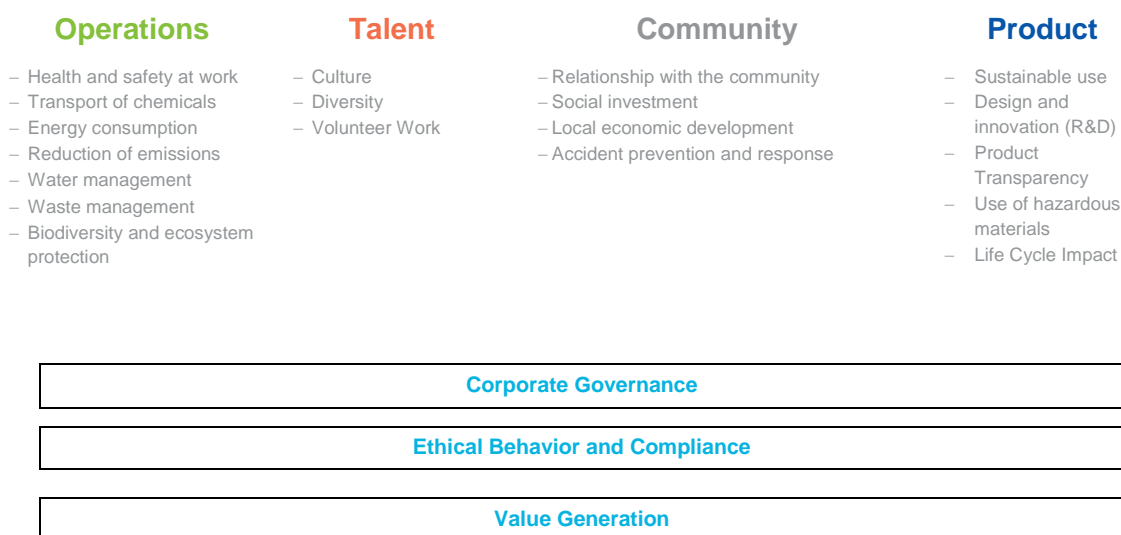 Operations
– Health and safety at work
– Transport of chemicals
– Energy consumption
– Reduction of emissions
– Water management
– Waste management
– Biodiversity and ecosystem
protection
Talent
– Culture
– Diversity
– Volunteer Work
Community
– Relationship with the community
– Social investment
– Local economic development
– Accident prevention and response
Product
– Sustainable use
– Design and
innovation (R&D)
– Product
Transparency
– Use of hazardous
materials
– Life Cycle Impact
Corporate Governance
Ethical Behavior and Compliance
Value Generation